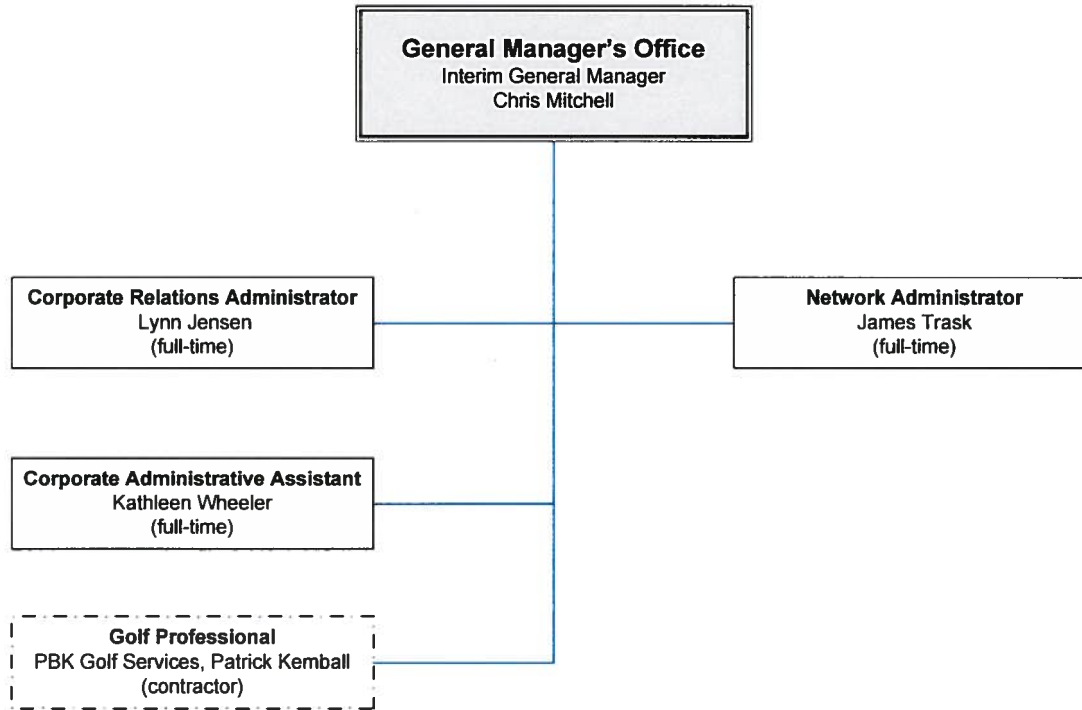 General Manager's Office
Interim General Manager
Chris Mitchell
Corporate Relations Administrator
Lynn Jensen
(full-time)
Network Administrator
James Trask
(full-time)
Corporate Administrative Assistant
Kathleen Wheeler
(full-time)
Golf Professional
PBK Golf Services, Patrick Kemball
(contractor)